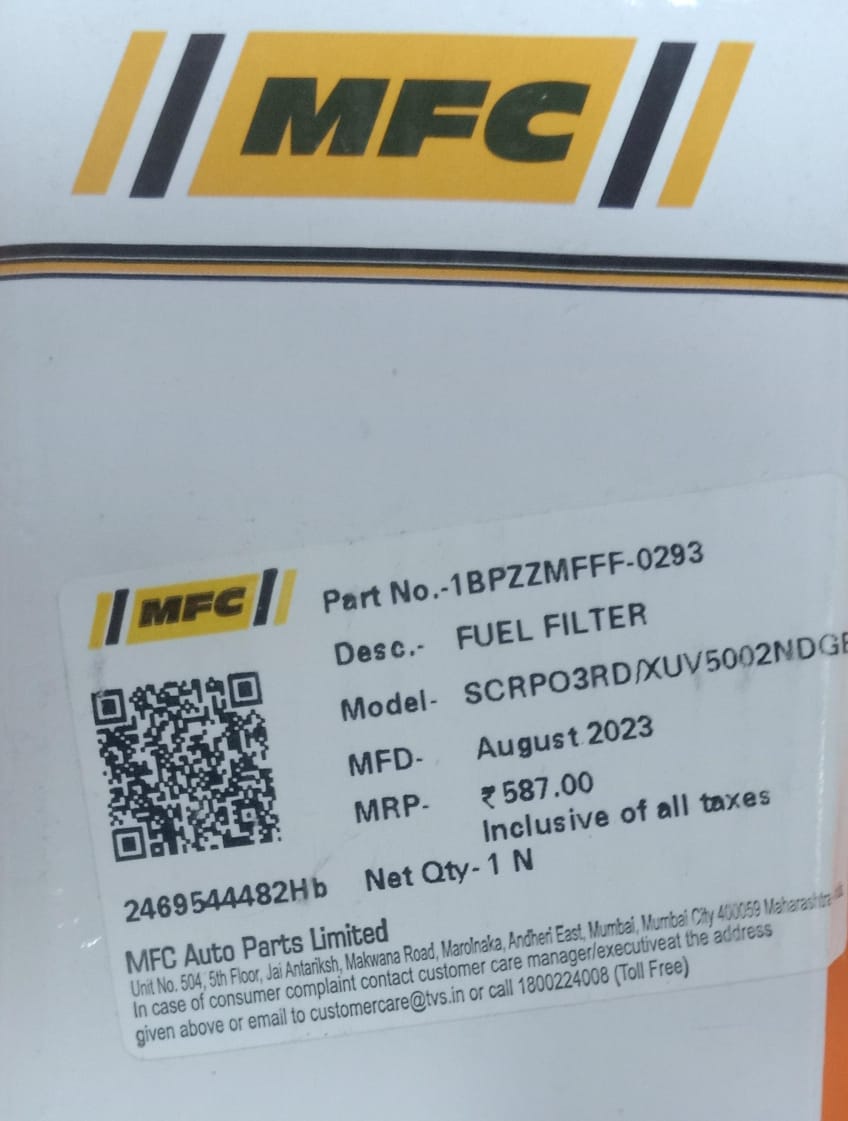 MFC
MFC
Part No.-1BPZZMFFF-0293
Desc.- FUEL FILTER
Model- SCRPO3RD/XUV5002NDGE
MFD- August 2023
MRP- ₹587.00
Inclusive of all taxes
2469544482Hb Net Qty-1 N
MFC Auto Parts Limited
Unit No. 504, 5th Floor, Jai Antariksh, Makwana Road, Marolnaka, Andheri East, Mumbai, Mumbai City 400059 Maharashtra
In case of consumer complaint contact customer care manager/executiveat the address
given above or email to customercare@tvs.in or call 1800224008 (Toll Free)